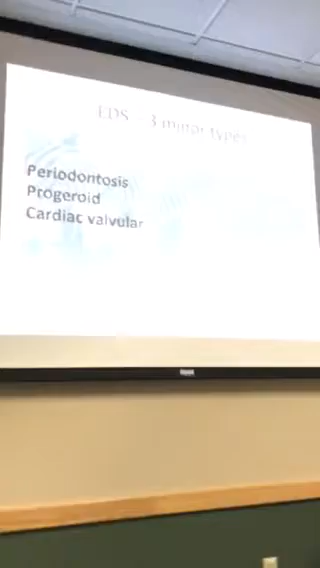 EDS – 3 minor types
Periodontosis
Progeroid
Cardiac valvular